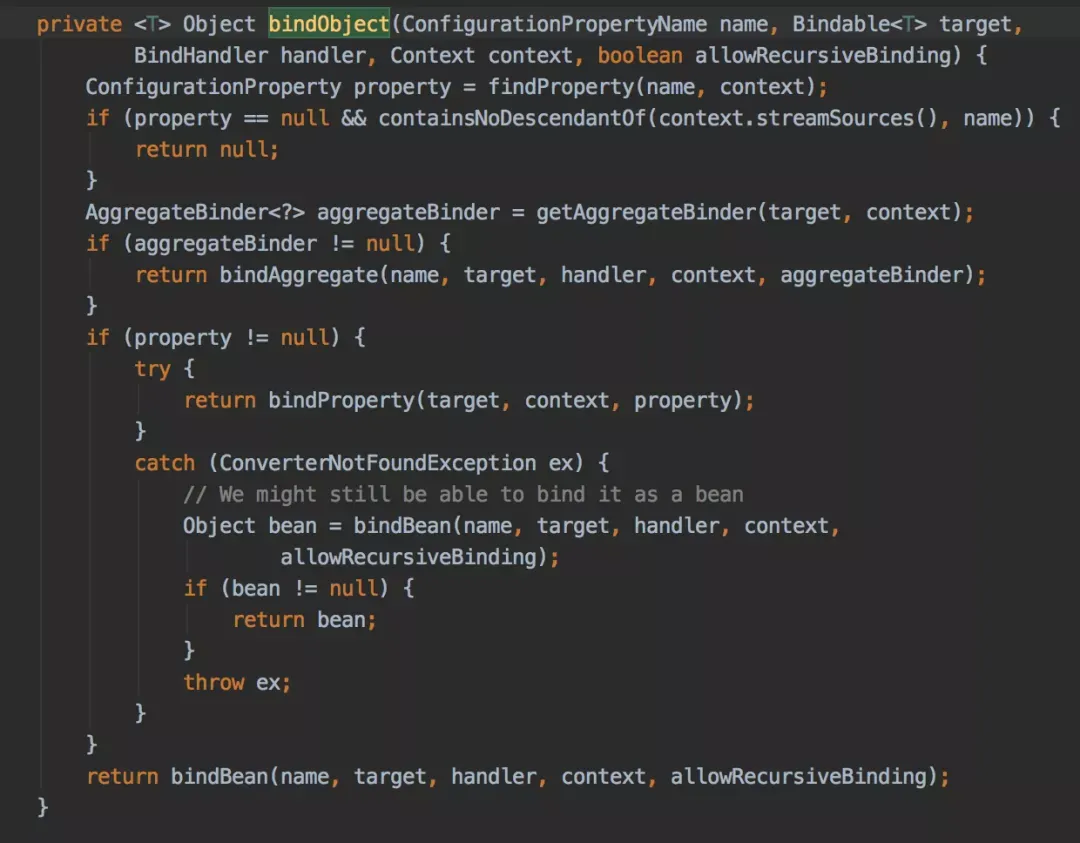 private <T> Object bindObject(ConfigurationPropertyName name, Bindable<T> target,
        BindHandler handler, Context context, boolean allowRecursiveBinding) {
    ConfigurationProperty property = findProperty(name, context);
    if (property == null && containsNoDescendantOf(context.streamSources(), name)) {
        return null;
    }
    AggregateBinder<?> aggregateBinder = getAggregateBinder(target, context);
    if (aggregateBinder != null) {
        return bindAggregate(name, target, handler, context, aggregateBinder);
    }
    if (property != null) {
        try {
            return bindProperty(target, context, property);
        }
        catch (ConverterNotFoundException ex) {
            // We might still be able to bind it as a bean
            Object bean = bindBean(name, target, handler, context,
                    allowRecursiveBinding);
            if (bean != null) {
                return bean;
            }
            throw ex;
        }
    }
    return bindBean(name, target, handler, context, allowRecursiveBinding);
}